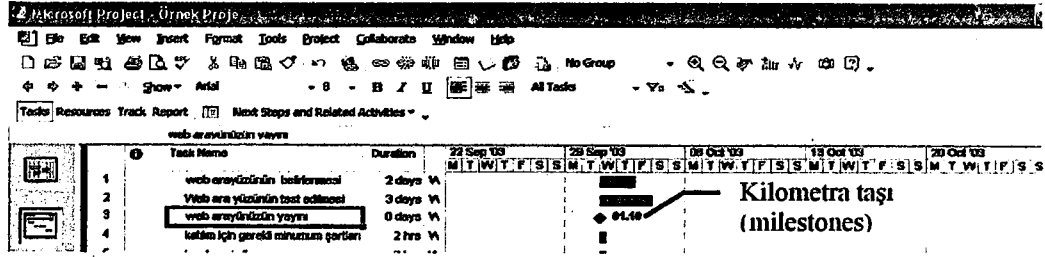 Microsoft Project - Örnek Proje
File Edit View Insert Format Tools Project Collaborate Window Help
No Group
Show Arial 8 B I U All Tasks
Tasks Resources Track Report Next Steps and Related Activities
web arayünüzün yayını
Task Name Duration 22 Sep '03 29 Sep '03 06 Oct '03 13 Oct '03 20 Oct '03
M T W T F S S M T W T F S S M T W T F S S M T W T F S S M T W T F S S
1 web arayüzünün belirlenmesi 2 days
2 Web ara yüzünün test edilmesi 3 days
3 web arayünüzün yayını 0 days 01.10
4 katılım için gerekli minumum şartları 2 hrs
Kilometra taşı
(milestones)